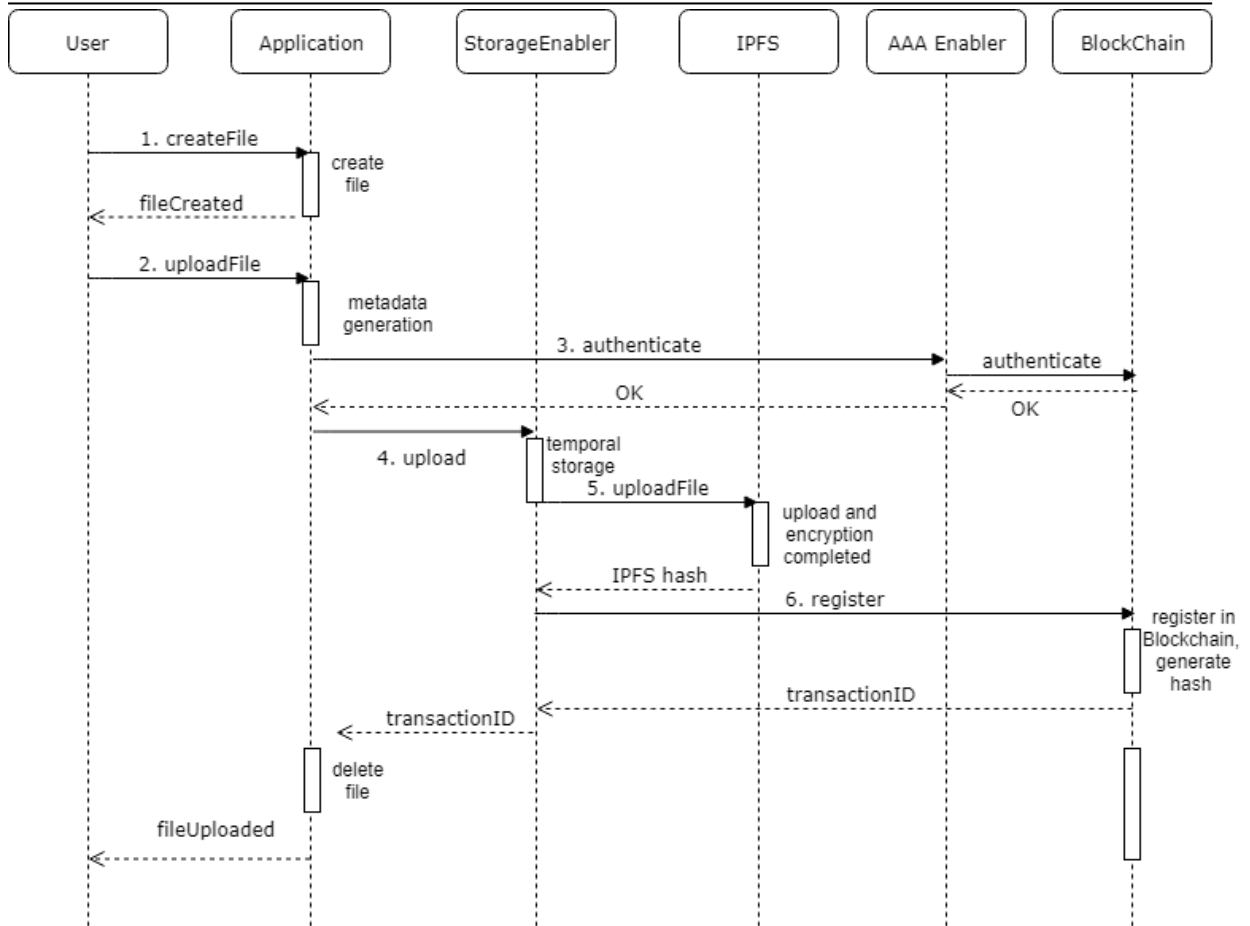 User
Application
StorageEnabler
IPFS
AAA Enabler
BlockChain
1. createFile
create
file
fileCreated
2. uploadFile
metadata
generation
3. authenticate
authenticate
OK
OK
4. upload
temporal
storage
5. uploadFile
upload and
encryption
completed
IPFS hash
6. register
register in
Blockchain,
generate
hash
transactionID
transactionID
delete
file
fileUploaded